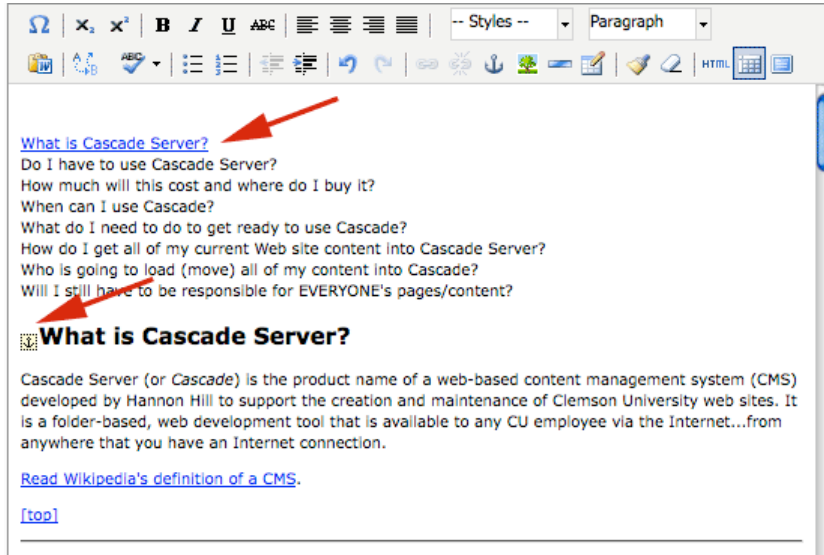 Ω X₂ X² B I U ABC -- Styles -- Paragraph
W A B ABC 1 2 3 HTML
What is Cascade Server?
Do I have to use Cascade Server?
How much will this cost and where do I buy it?
When can I use Cascade?
What do I need to do to get ready to use Cascade?
How do I get all of my current Web site content into Cascade Server?
Who is going to load (move) all of my content into Cascade?
Will I still have to be responsible for EVERYONE's pages/content?
What is Cascade Server?
Cascade Server (or Cascade) is the product name of a web-based content management system (CMS)
developed by Hannon Hill to support the creation and maintenance of Clemson University web sites. It
is a folder-based, web development tool that is available to any CU employee via the Internet...from
anywhere that you have an Internet connection.
Read Wikipedia's definition of a CMS.
[top]